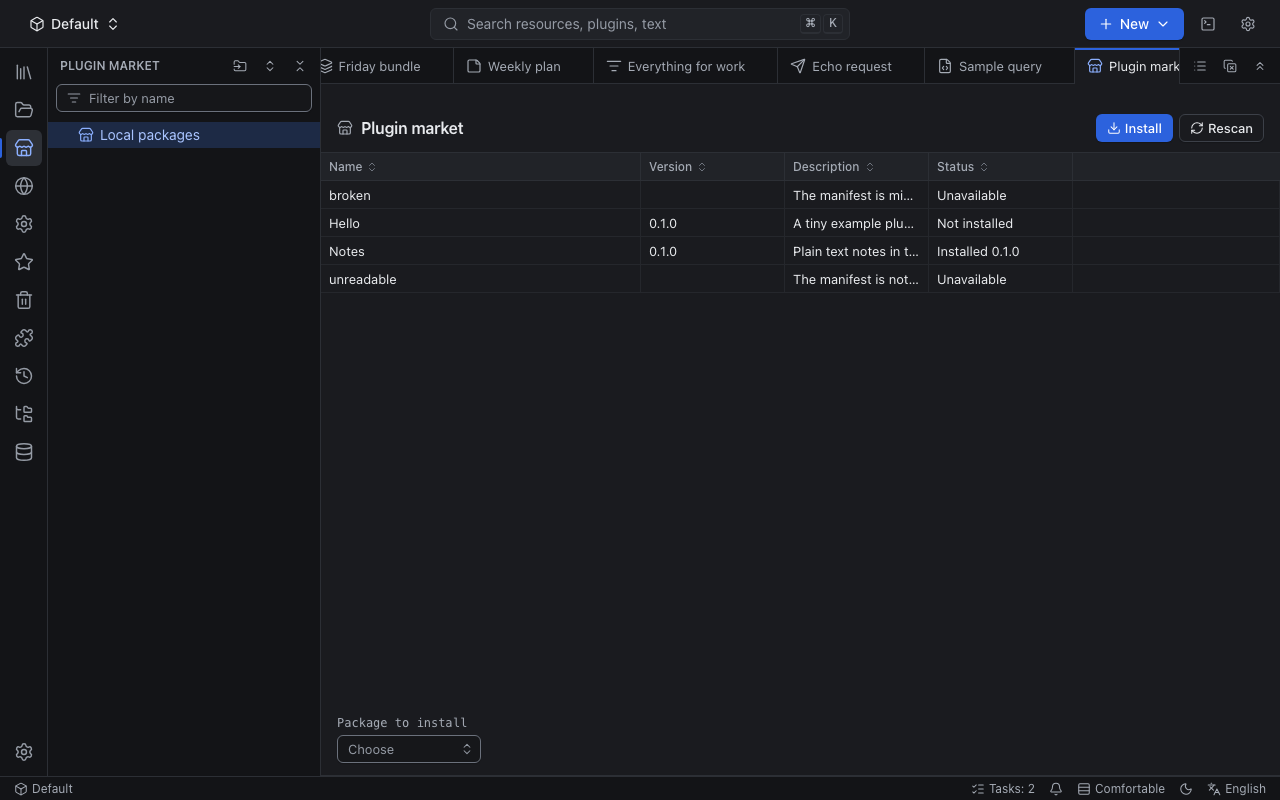 Default
Search resources, plugins, text
⌘ K
New
PLUGIN MARKET
Filter by name
Local packages
Friday bundle
Weekly plan
Everything for work
Echo request
Sample query
Plugin mark
Plugin market
Install
Rescan
Name Version Description Status
broken The manifest is mi... Unavailable
Hello 0.1.0 A tiny example plu... Not installed
Notes 0.1.0 Plain text notes in t... Installed 0.1.0
unreadable The manifest is not... Unavailable
Package to install
Choose
Default
Tasks: 2
Comfortable
English